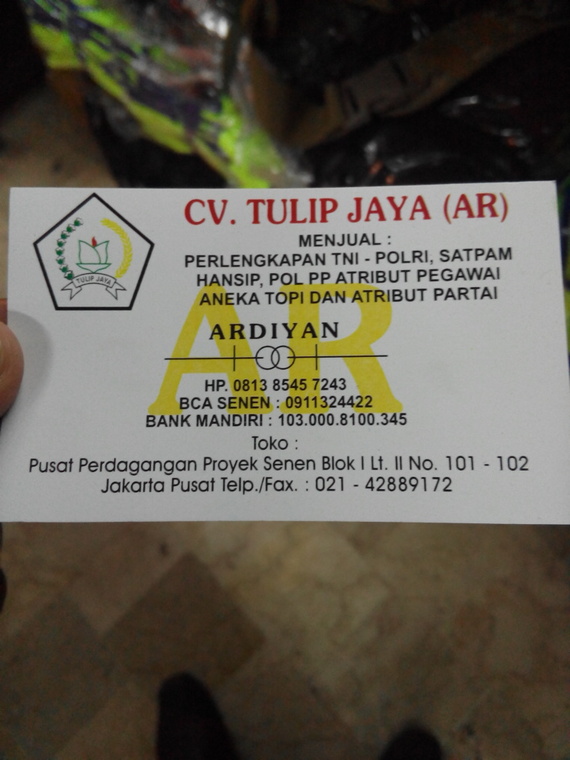 CV. TULIP JAYA (AR)
MENJUAL :
PERLENGKAPAN TNI - POLRI, SATPAM
HANSIP, POL PP ATRIBUT PEGAWAI
ANEKA TOPI DAN ATRIBUT PARTAI
TULIP JAYA
AR
ARDIYAN
HP. 0813 8545 7243
BCA SENEN : 0911324422
BANK MANDIRI : 103.000.8100.345
Toko :
Pusat Perdagangan Proyek Senen Blok I Lt. II No. 101 - 102
Jakarta Pusat Telp./Fax. : 021 - 42889172